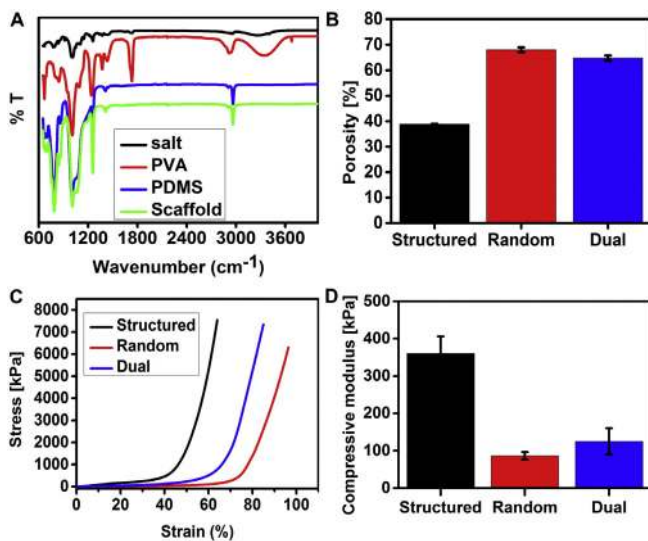 A
% T
salt
PVA
PDMS
Scaffold
600 1200 1800 2400 3000 3600
Wavenumber (cm-1)
B
Porosity [%]
80
70
60
50
40
30
20
10
0
Structured Random Dual
C
Stress [kPa]
8000
7000
6000
5000
4000
3000
2000
1000
0
Structured
Random
Dual
0 20 40 60 80 100
Strain (%)
D
Compressive modulus [kPa]
500
400
300
200
100
0
Structured Random Dual